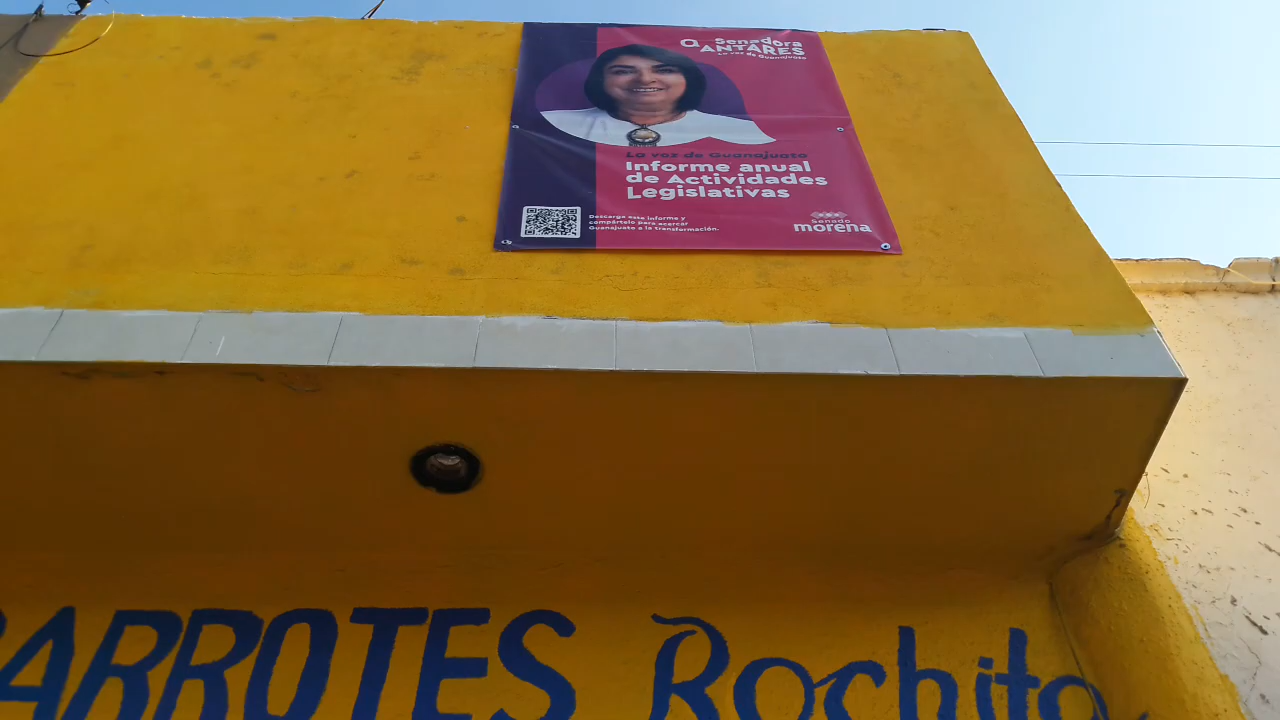 Senadora
ANTARES
La voz de Guanajuato
La voz de Guanajuato
Informe anual
de Actividades
Legislativas
Descarga este informe y
compártelo para acercar
Guanajuato a la transformación.
Senado
morena
ARROTES Rochito